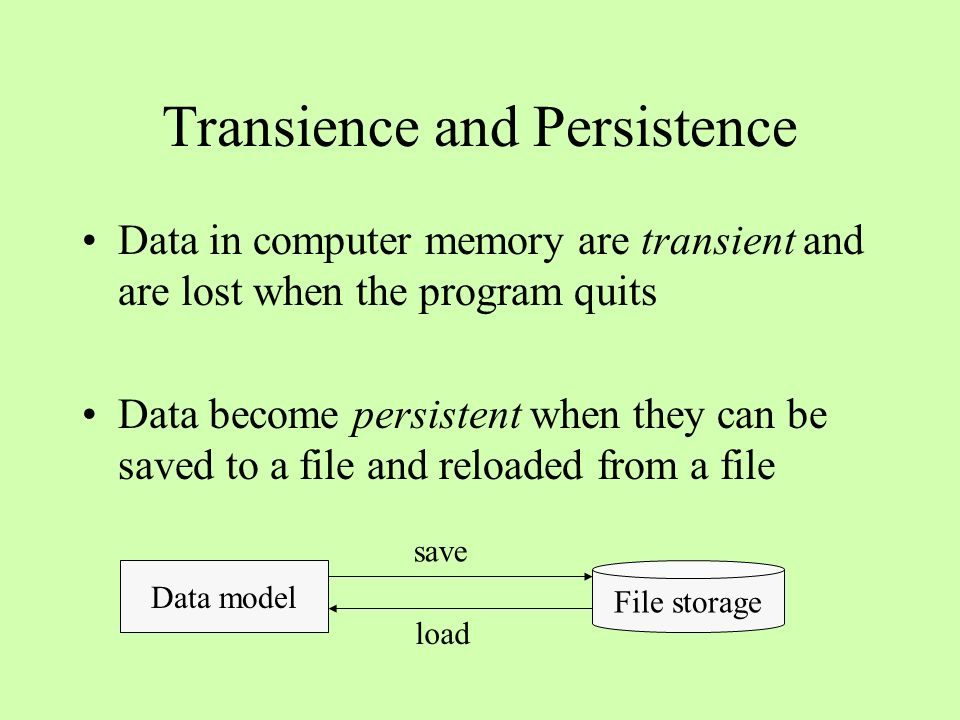 Transience and Persistence
• Data in computer memory are transient and
are lost when the program quits
• Data become persistent when they can be
saved to a file and reloaded from a file
save
Data model
File storage
load